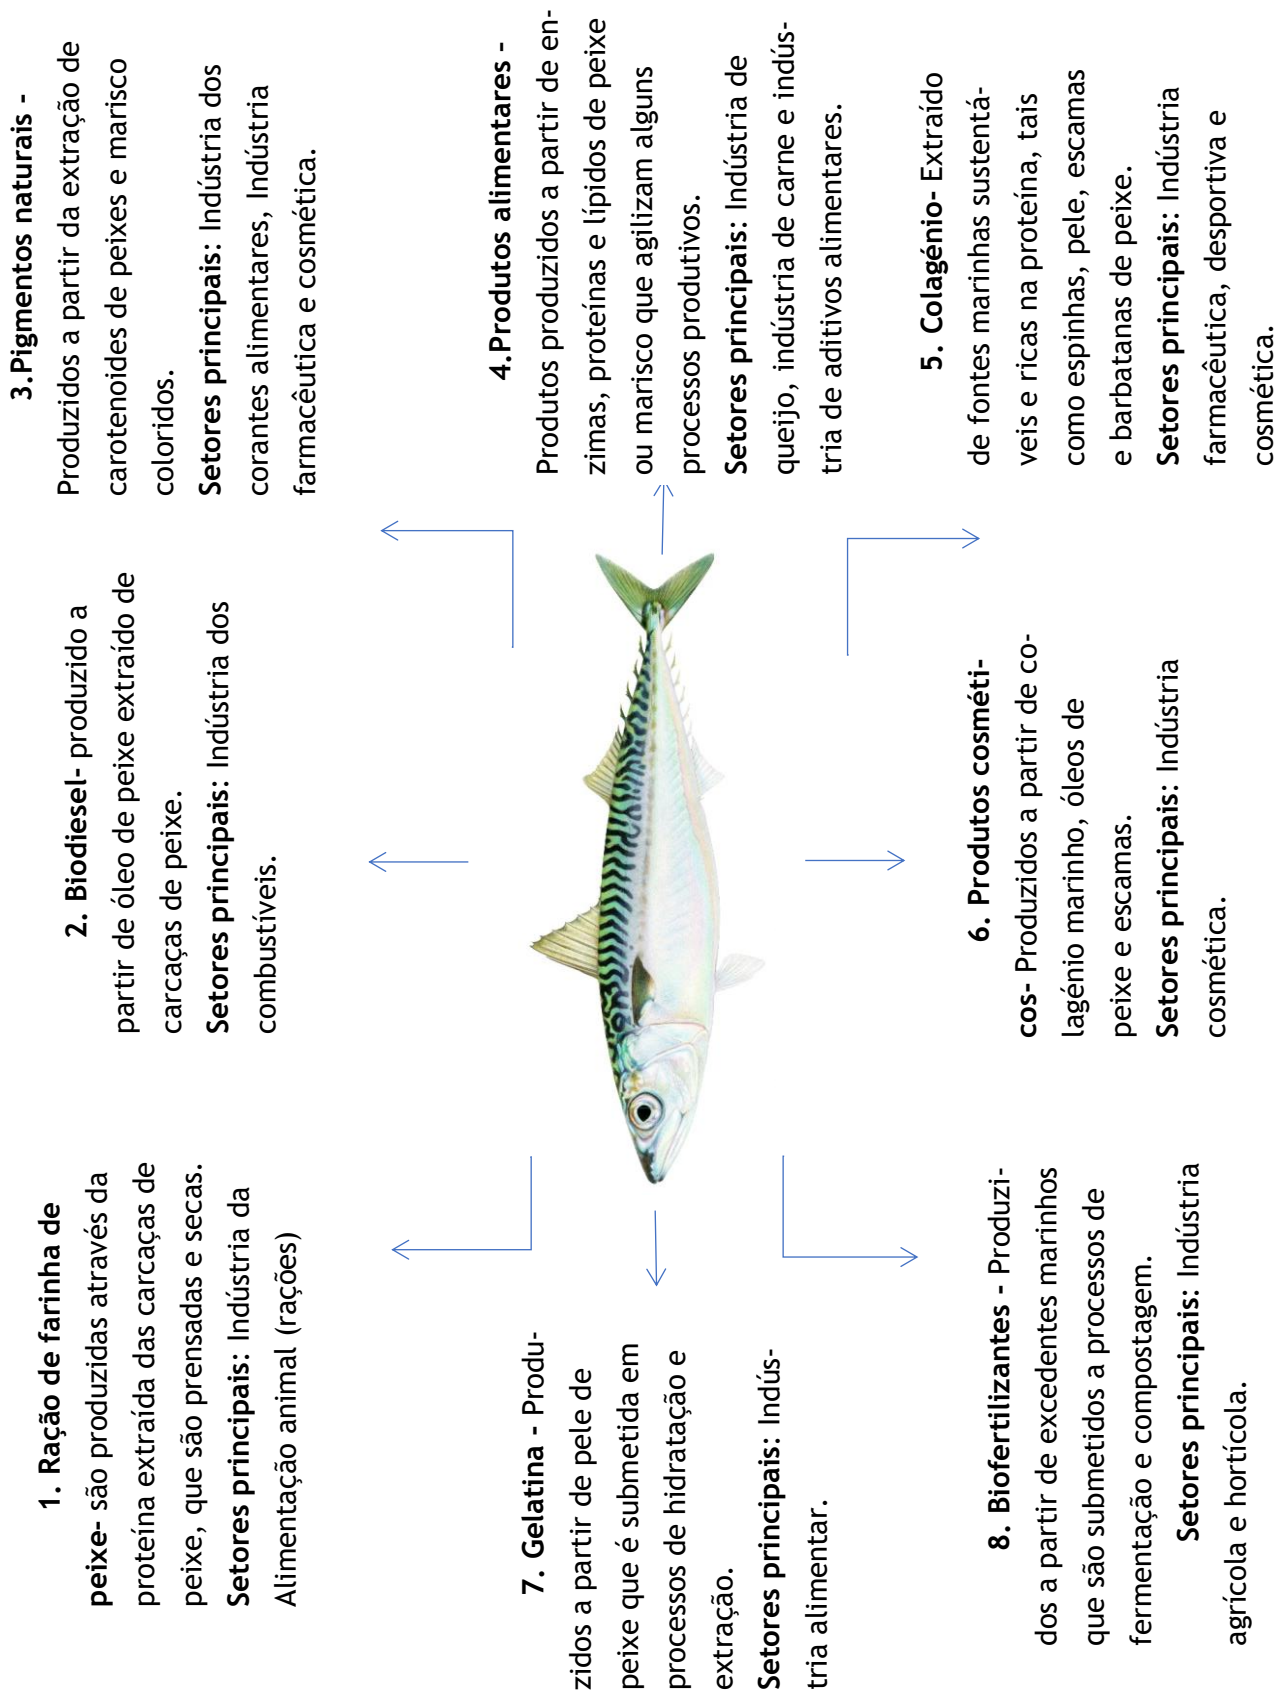 1. Ração de farinha de
peixe- são produzidas através da
proteína extraída das carcaças de
peixe, que são prensadas e secas.
Setores principais: Indústria da
Alimentação animal (rações)
2. Biodiesel- produzido a
partir de óleo de peixe extraído de
carcaças de peixe.
Setores principais: Indústria dos
combustíveis.
3.Pigmentos naturais -
Produzidos a partir da extração de
carotenoides de peixes e marisco
coloridos.
Setores principais: Indústria dos
corantes alimentares, Indústria
farmacêutica e cosmética.
4.Produtos alimentares -
Produtos produzidos a partir de en-
zimas, proteínas e lípidos de peixe
ou marisco que agilizam alguns
processos produtivos.
Setores principais: Indústria de
queijo, indústria de carne e indús-
tria de aditivos alimentares.
5. Colagénio- Extraído
de fontes marinhas sustentá-
veis e ricas na proteína, tais
como espinhas, pele, escamas
e barbatanas de peixe.
Setores principais: Indústria
farmacêutica, desportiva e
cosmética.
6. Produtos cosméti-
cos- Produzidos a partir de co-
lagénio marinho, óleos de
peixe e escamas.
Setores principais: Indústria
cosmética.
7. Gelatina - Produ-
zidos a partir de pele de
peixe que é submetida em
processos de hidratação e
extração.
Setores principais: Indús-
tria alimentar.
8. Biofertilizantes - Produzi-
dos a partir de excedentes marinhos
que são submetidos a processos de
fermentação e compostagem.
Setores principais: Indústria
agrícola e hortícola.